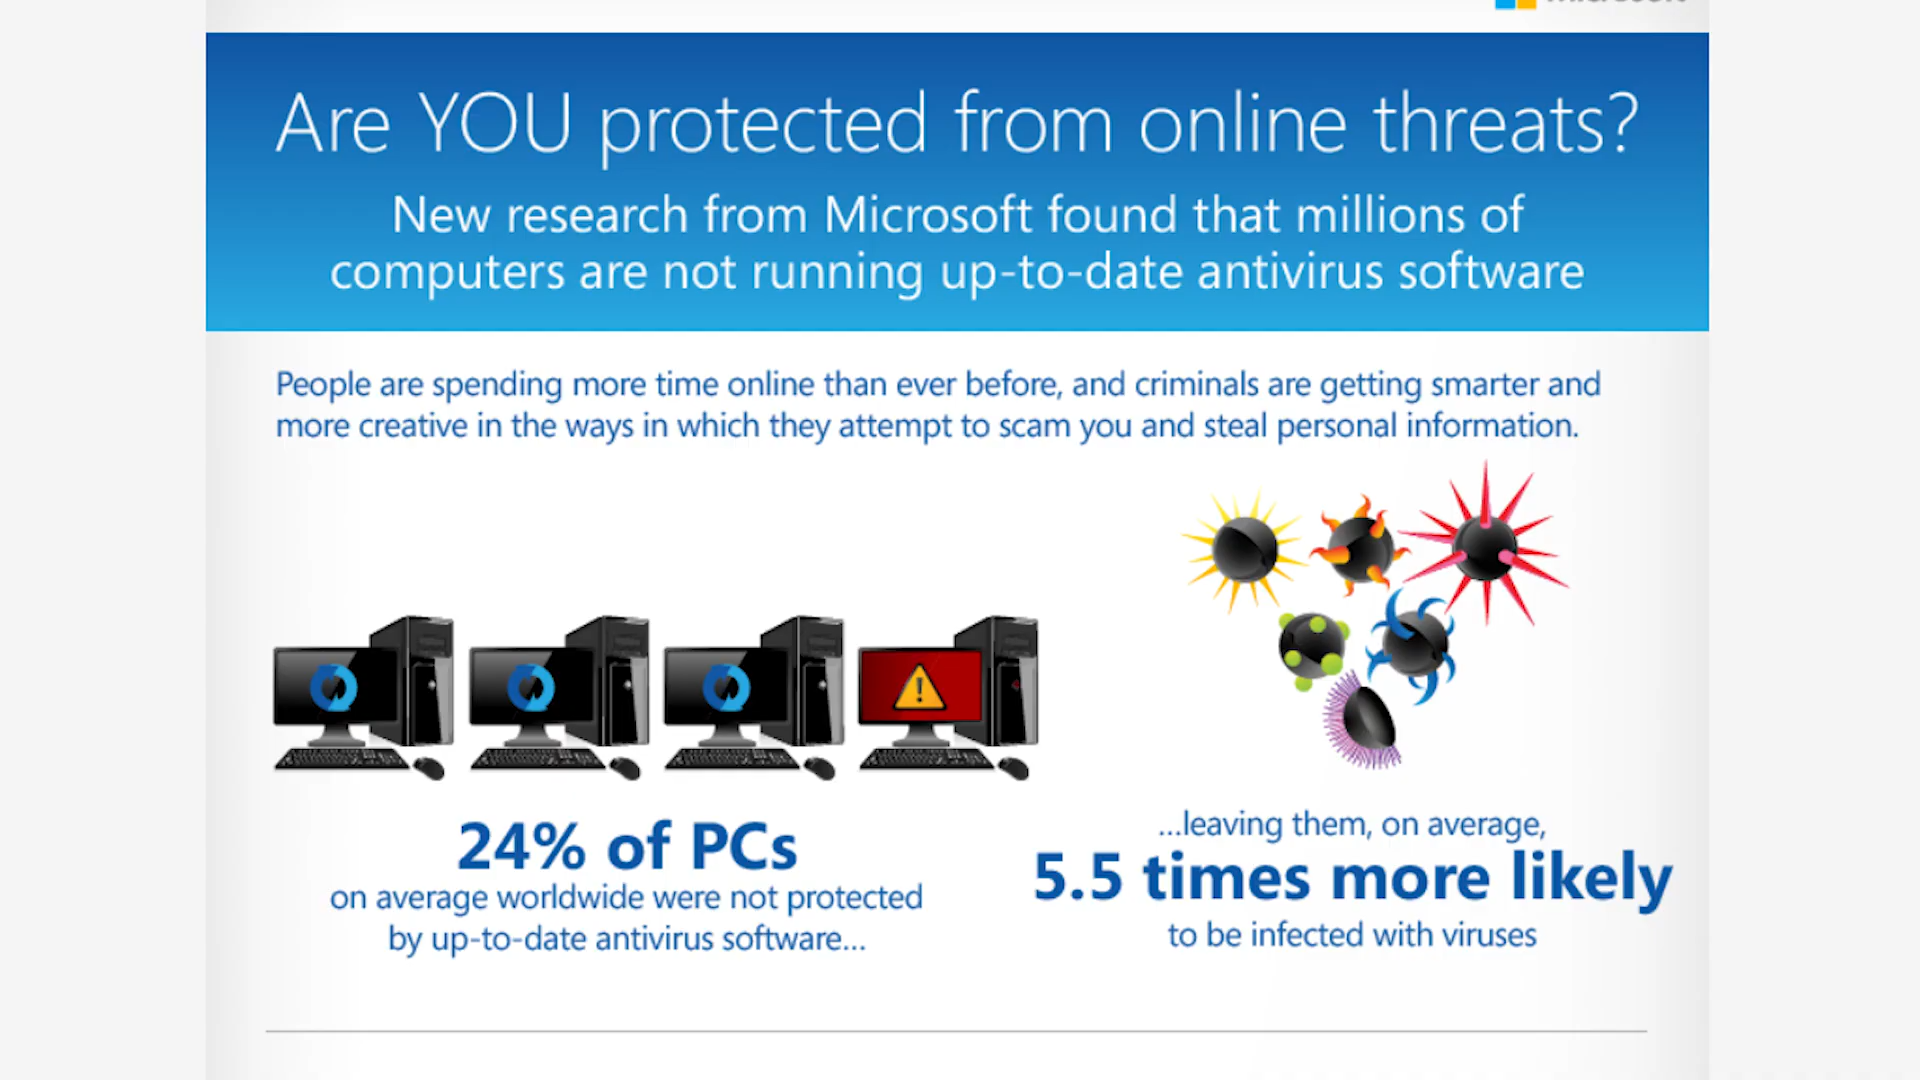 Are YOU protected from online threats?
New research from Microsoft found that millions of
computers are not running up-to-date antivirus software
People are spending more time online than ever before, and criminals are getting smarter and
more creative in the ways in which they attempt to scam you and steal personal information.
24% of PCs
on average worldwide were not protected
by up-to-date antivirus software...
...leaving them, on average,
5.5 times more likely
to be infected with viruses